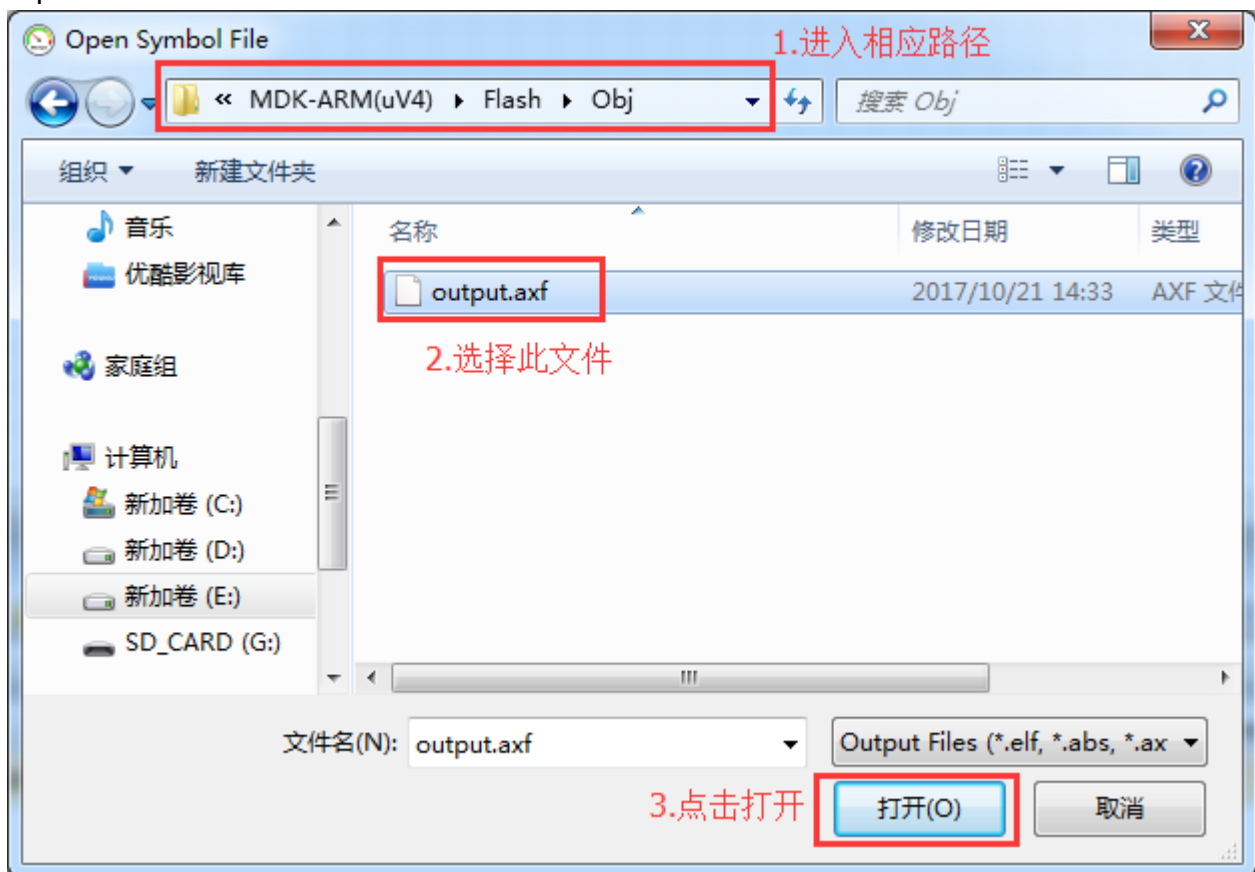 Open Symbol File
1.进入相应路径
« MDK-ARM(uV4) Flash Obj
搜索 Obj
组织 新建文件夹
音乐
优酷影视库
家庭组
计算机
新加卷 (C:)
新加卷 (D:)
新加卷 (E:)
SD_CARD (G:)
名称 修改日期 类型
output.axf 2017/10/21 14:33 AXF 文件
2.选择此文件
文件名(N): output.axf Output Files (*.elf, *.abs, *.ax
3.点击打开 打开(O) 取消